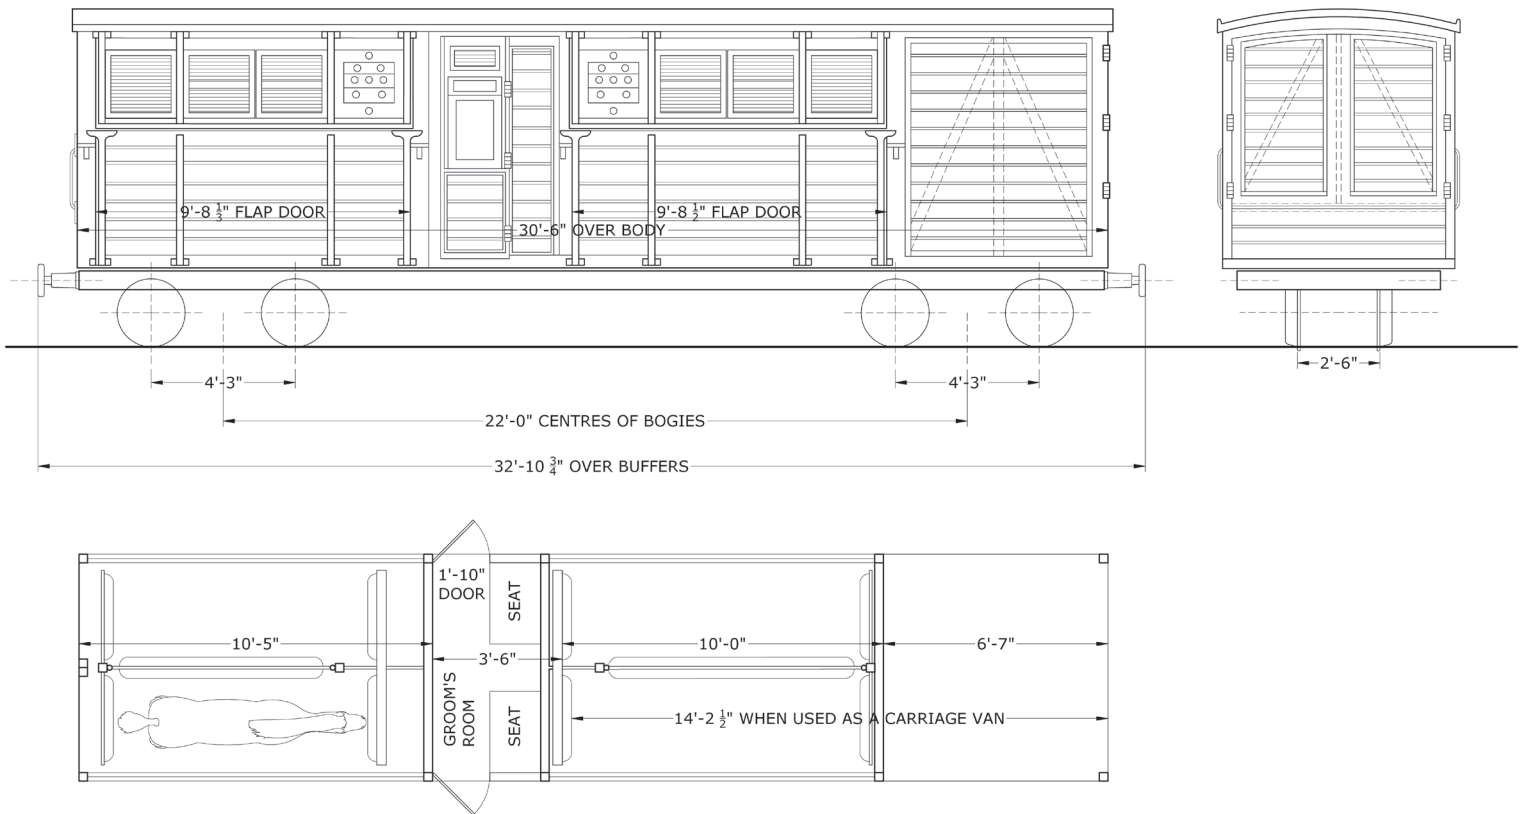 9'-8 1/3" FLAP DOOR
9'-8 1/2" FLAP DOOR
30'-6" OVER BODY
4'-3"
4'-3"
2'-6"
22'-0" CENTRES OF BOGIES
32'-10 3/4" OVER BUFFERS
1'-10"
DOOR
SEAT
10'-5"
3'-6"
10'-0"
6'-7"
GROOM'S
ROOM
SEAT
14'-2 1/2" WHEN USED AS A CARRIAGE VAN